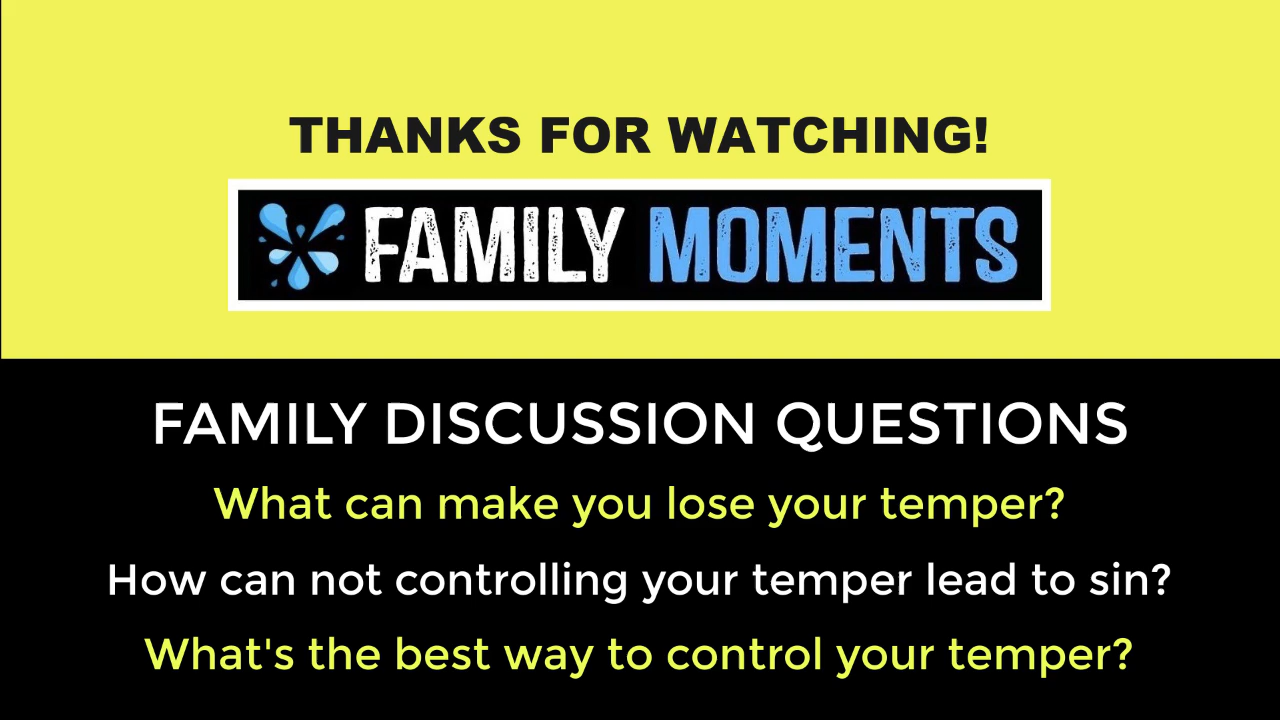 THANKS FOR WATCHING!
FAMILY MOMENTS
FAMILY DISCUSSION QUESTIONS
What can make you lose your temper?
How can not controlling your temper lead to sin?
What's the best way to control your temper?